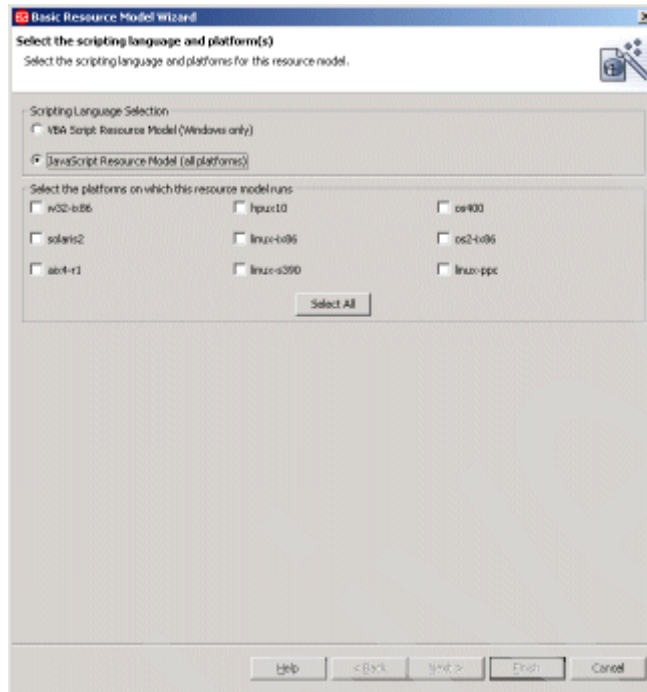 Basic Resource Model Wizard
Select the scripting language and platform(s)
Select the scripting language and platforms for this resource model.
Scripting Language Selection
VBA Script Resource Model (Windows only)
JavaScript Resource Model (all platforms)
Select the platforms on which this resource model runs
w32-ix86 hpux10 os400
solaris2 linux-ix86 os2-ix86
aix4-r1 linux-s390 linux-ppc
Select All
Help < Back Next > Finish Cancel